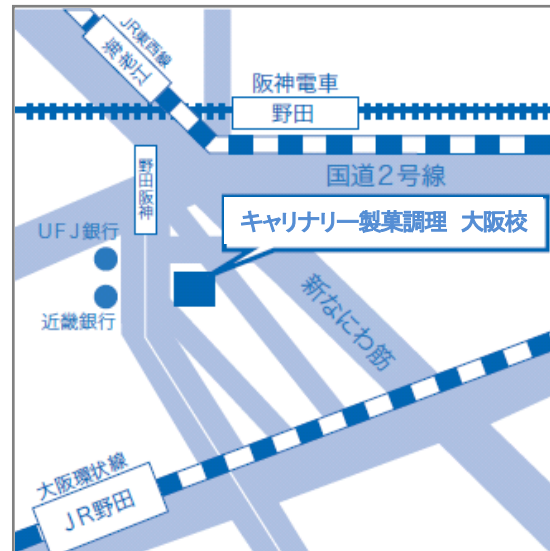 JR東西線
海老江
阪神電車
野田
野田阪神
国道2号線
キャリナリー製菓調理 大阪校
UFJ銀行
近畿銀行
新なにわ筋
大阪環状線
JR野田